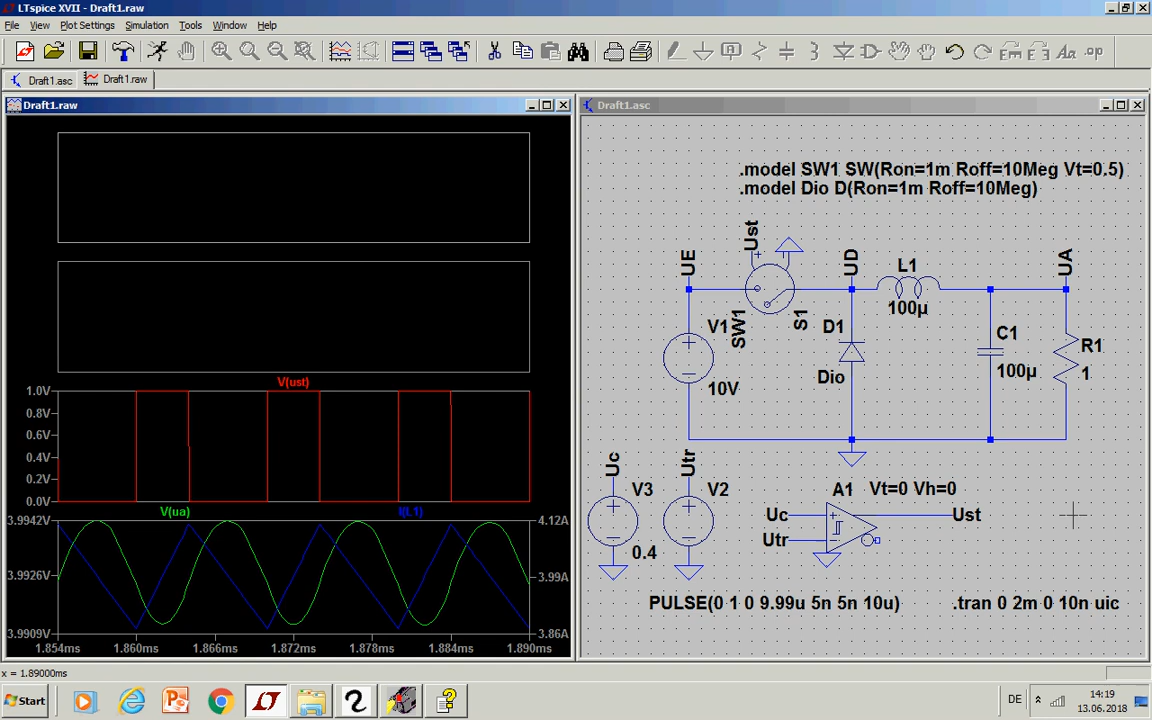 LTspice XVII - Draft1.raw
File View Plot Settings Simulation Tools Window Help
Draft1.asc Draft1.raw
Draft1.raw
V(ust)
1.0V
0.8V
0.6V
0.4V
0.2V
0.0V
V(ua) I(L1)
3.9942V 4.12A
3.9926V 3.99A
3.9909V 3.86A
1.854ms 1.860ms 1.866ms 1.872ms 1.878ms 1.884ms 1.890ms
Draft1.asc
.model SW1 SW(Ron=1m Roff=10Meg Vt=0.5)
.model Dio D(Ron=1m Roff=10Meg)
Ust
UE
UD
L1
UA
100µ
SW1
S1
V1
D1
C1
R1
+
−
Dio
100µ
1
10V
Uc
Utr
V3
V2
A1
Vt=0 Vh=0
Uc
Ust
Utr
0.4
PULSE(0 1 0 9.99u 5n 5n 10u)
.tran 0 2m 0 10n uic
x = 1.89000ms
Start
DE
14:19
13.06.2018